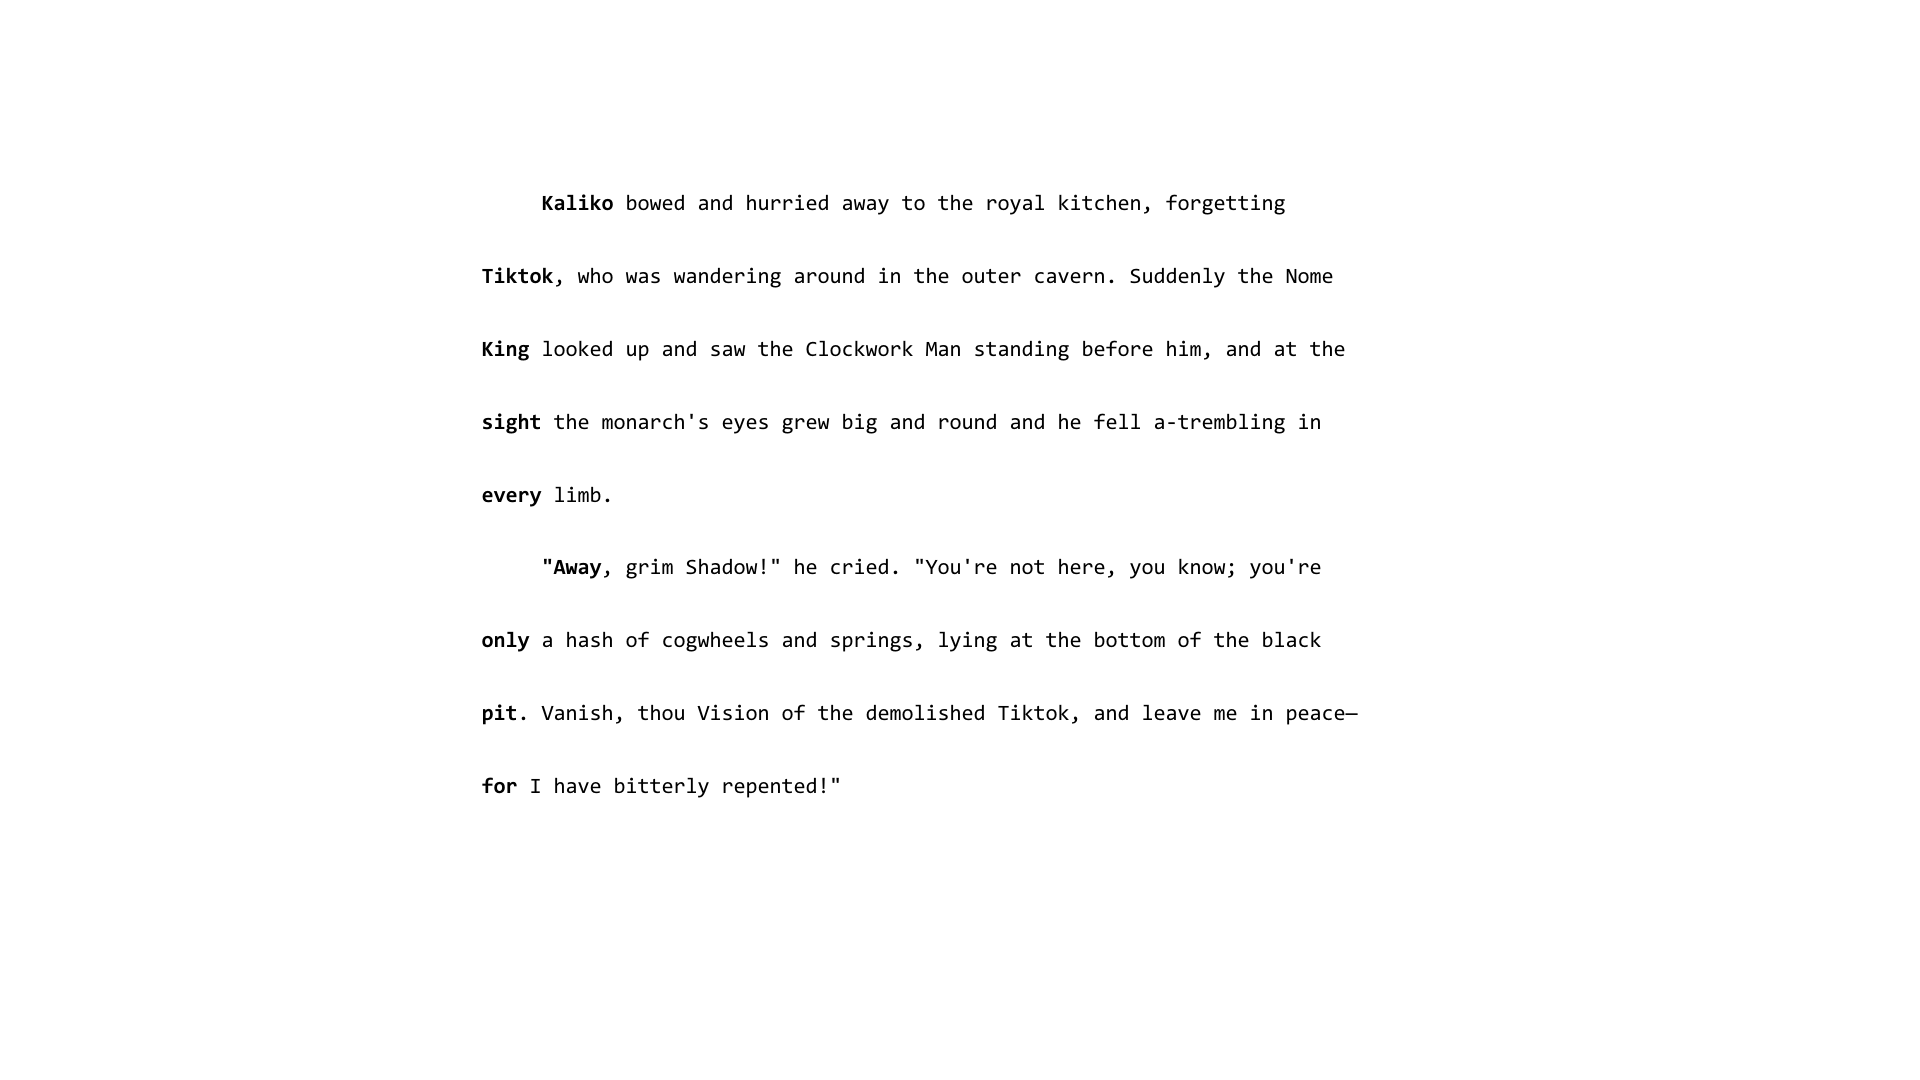 Kaliko bowed and hurried away to the royal kitchen, forgetting
Tiktok, who was wandering around in the outer cavern. Suddenly the Nome
King looked up and saw the Clockwork Man standing before him, and at the
sight the monarch's eyes grew big and round and he fell a-trembling in
every limb.
"Away, grim Shadow!" he cried. "You're not here, you know; you're
only a hash of cogwheels and springs, lying at the bottom of the black
pit. Vanish, thou Vision of the demolished Tiktok, and leave me in peace—
for I have bitterly repented!"